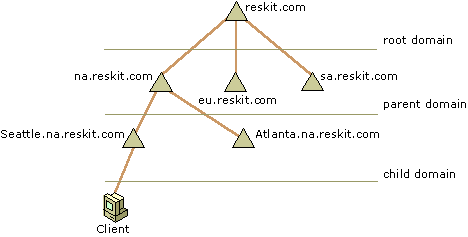 reskit.com
root domain
na.reskit.com
sa.reskit.com
eu.reskit.com
parent domain
Seattle.na.reskit.com
Atlanta.na.reskit.com
child domain
Client